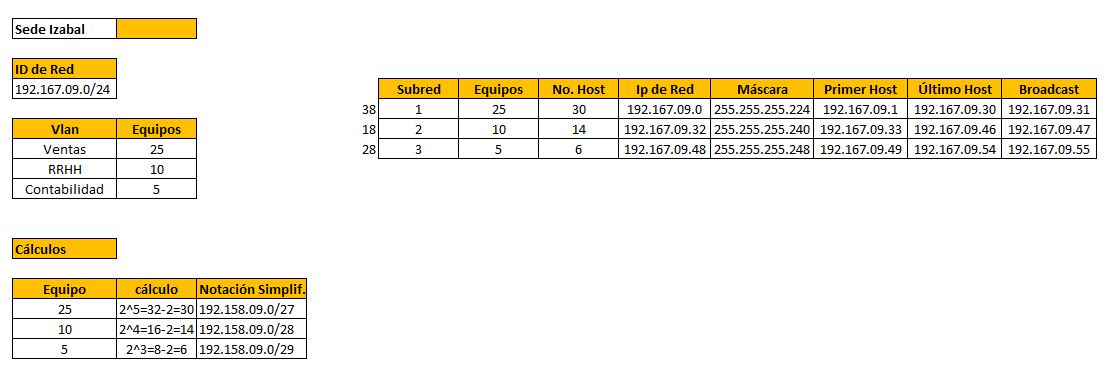 Sede Izabal
ID de Red
192.167.09.0/24
Vlan Equipos
Ventas 25
RRHH 10
Contabilidad 5
Subred Equipos No. Host Ip de Red Máscara Primer Host Último Host Broadcast
38 1 25 30 192.167.09.0 255.255.255.224 192.167.09.1 192.167.09.30 192.167.09.31
18 2 10 14 192.167.09.32 255.255.255.240 192.167.09.33 192.167.09.46 192.167.09.47
28 3 5 6 192.167.09.48 255.255.255.248 192.167.09.49 192.167.09.54 192.167.09.55
Cálculos
Equipo cálculo Notación Simplif.
25 2^5=32-2=30 192.158.09.0/27
10 2^4=16-2=14 192.158.09.0/28
5 2^3=8-2=6 192.158.09.0/29